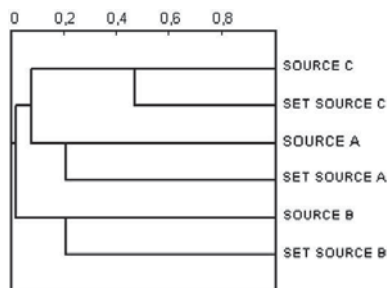 0 0,2 0,4 0,6 0,8
SOURCE C
SET SOURCE C
SOURCE A
SET SOURCE A
SOURCE B
SET SOURCE B